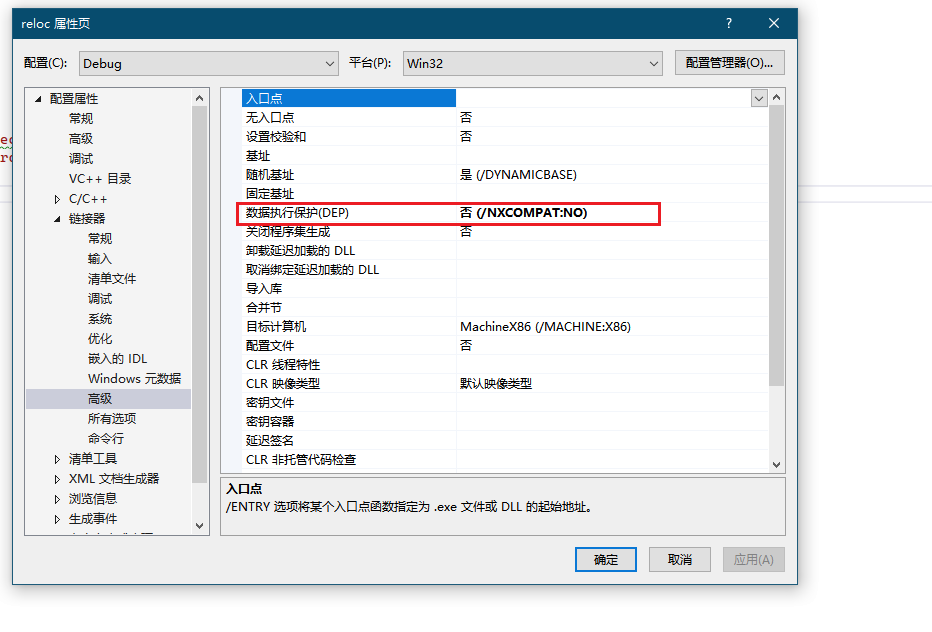 reloc 属性页
?
配置(C): Debug 平台(P): Win32 配置管理器(O)...
配置属性
常规
高级
调试
VC++ 目录
C/C++
链接器
常规
输入
清单文件
调试
系统
优化
嵌入的 IDL
Windows 元数据
高级
所有选项
命令行
清单工具
XML 文档生成器
浏览信息
生成事件
入口点
无入口点 否
设置校验和 否
基址
随机基址 是 (/DYNAMICBASE)
固定基址
数据执行保护(DEP) 否 (/NXCOMPAT:NO)
关闭程序集生成 否
卸载延迟加载的 DLL
取消绑定延迟加载的 DLL
导入库
合并节
目标计算机 MachineX86 (/MACHINE:X86)
配置文件 否
CLR 线程特性
CLR 映像类型 默认映像类型
密钥文件
密钥容器
延迟签名
CLR 非托管代码检查
入口点
/ENTRY 选项将某个入口点函数指定为 .exe 文件或 DLL 的起始地址。
确定 取消 应用(A)